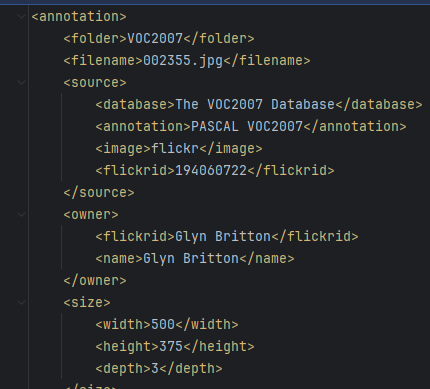 <annotation>
<folder>VOC2007</folder>
<filename>002355.jpg</filename>
<source>
<database>The VOC2007 Database</database>
<annotation>PASCAL VOC2007</annotation>
<image>flickr</image>
<flickrid>194060722</flickrid>
</source>
<owner>
<flickrid>Glyn Britton</flickrid>
<name>Glyn Britton</name>
</owner>
<size>
<width>500</width>
<height>375</height>
<depth>3</depth>